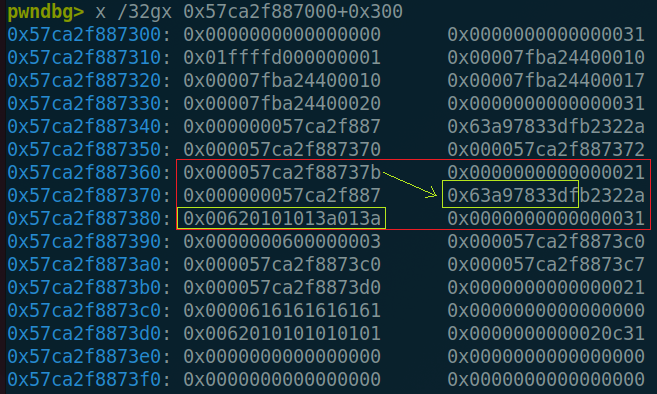 pwndbg> x /32gx 0x57ca2f887000+0x300
0x57ca2f887300: 0x0000000000000000 0x0000000000000031
0x57ca2f887310: 0x01ffffd000000001 0x00007fba24400010
0x57ca2f887320: 0x00007fba24400010 0x00007fba24400017
0x57ca2f887330: 0x00007fba24400020 0x0000000000000031
0x57ca2f887340: 0x000000057ca2f887 0x63a97833dfb2322a
0x57ca2f887350: 0x000057ca2f887370 0x000057ca2f887372
0x57ca2f887360: 0x000057ca2f88737b 0x0000000000000021
0x57ca2f887370: 0x000000057ca2f887 0x63a97833dfb2322a
0x57ca2f887380: 0x00620101013a013a 0x0000000000000031
0x57ca2f887390: 0x0000000600000003 0x000057ca2f8873c0
0x57ca2f8873a0: 0x000057ca2f8873c0 0x000057ca2f8873c7
0x57ca2f8873b0: 0x000057ca2f8873d0 0x0000000000000021
0x57ca2f8873c0: 0x0000616161616161 0x0000000000000000
0x57ca2f8873d0: 0x0062010101010101 0x0000000000020c31
0x57ca2f8873e0: 0x0000000000000000 0x0000000000000000
0x57ca2f8873f0: 0x0000000000000000 0x0000000000000000